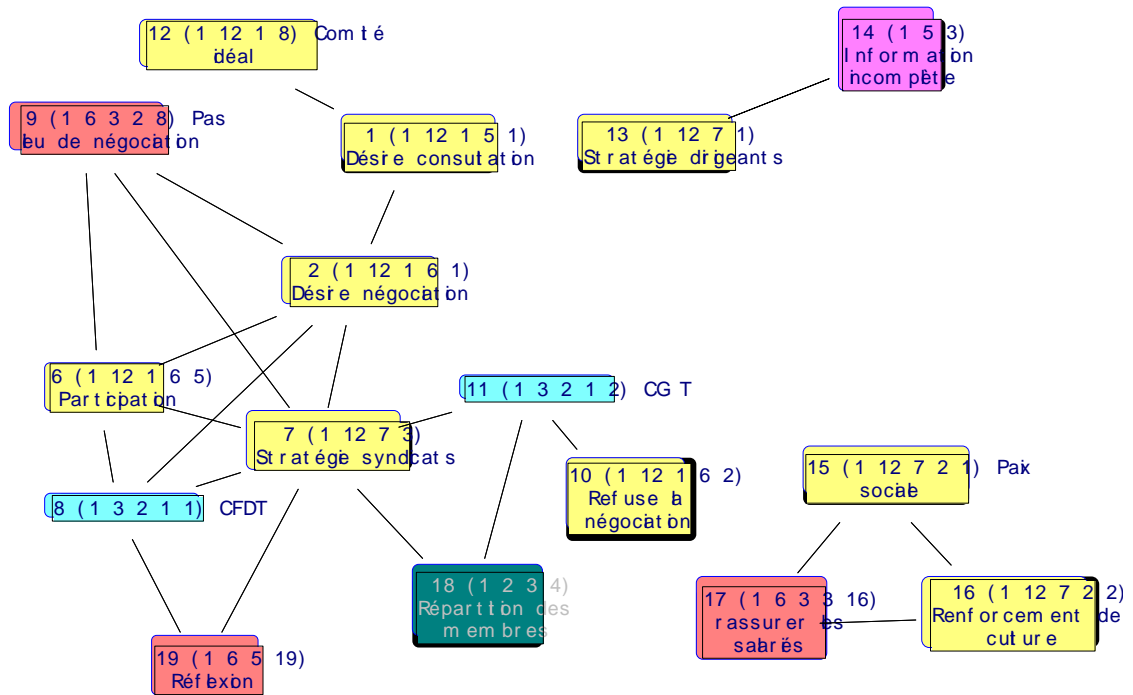 12 (1 12 1 8) Comité
idéal
14 (1 5 3)
Information
incomplète
9 (1 6 3 2 8) Pas
lieu de négociation
1 (1 12 1 5 1)
Désire consultation
13 (1 12 7 1)
Stratégie dirigeants
2 (1 12 1 6 1)
Désire négociation
6 (1 12 1 6 5)
Participation
11 (1 3 2 1 2) CGT
7 (1 12 7 3)
Stratégie syndicats
10 (1 12 1 6 2)
Refuse la
négociation
15 (1 12 7 2 1) Paix
sociale
8 (1 3 2 1 1) CFDT
18 (1 2 3 4)
Répartition des
membres
17 (1 6 3 3 16)
rassurer les
salariés
16 (1 12 7 2 2)
Renforcement de
culture
19 (1 6 5 19)
Réflexion